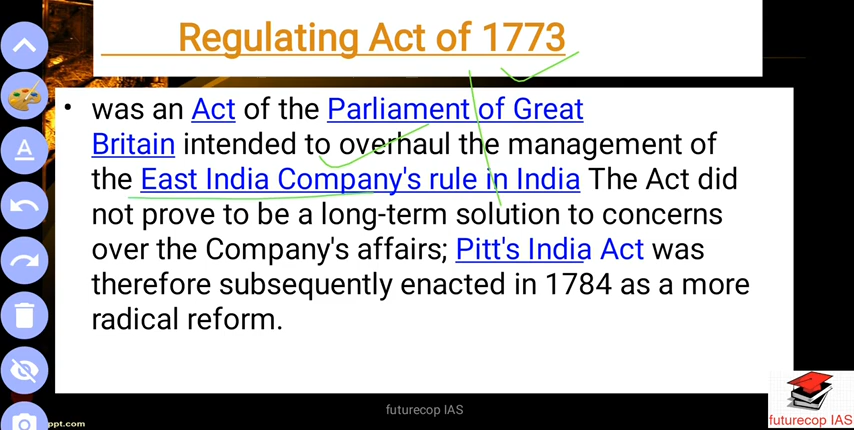 Regulating Act of 1773
• was an Act of the Parliament of Great
Britain intended to overhaul the management of
the East India Company's rule in India The Act did
not prove to be a long-term solution to concerns
over the Company's affairs; Pitt's India Act was
therefore subsequently enacted in 1784 as a more
radical reform.
A
futurecop IAS
futurecop IAS
ppt.com